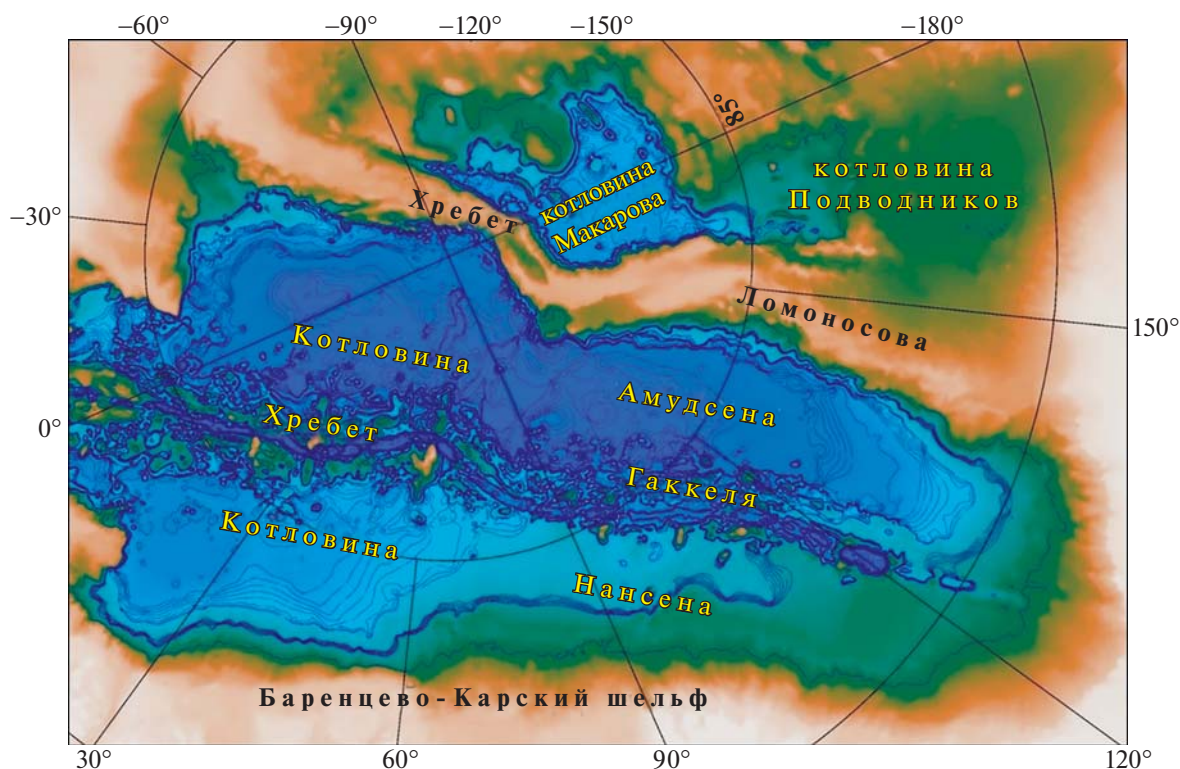 –60°
–90°
–120°
–150°
–180°
85°
котловина
Подводников
котловина
Макарова
Хребет
–30°
Ломоносова
150°
Котловина
Амудсена
Хребет
0°
Гаккеля
Котловина
Нансена
Баренцево-Карский шельф
30°
60°
90°
120°